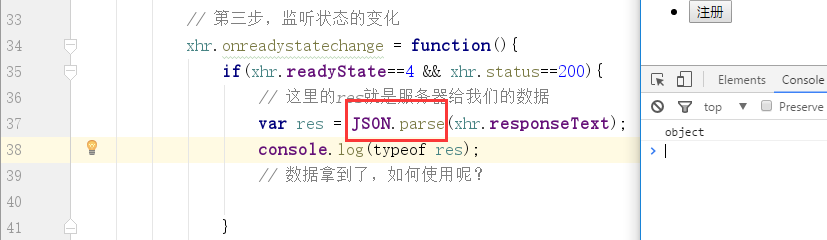 33 // 第三步，监听状态的变化
34 xhr.onreadystatechange = function(){
35 if(xhr.readyState==4 && xhr.status==200){
36 // 这里的res就是服务器给我们的数据
37 var res = JSON.parse(xhr.responseText);
38 console.log(typeof res);
39 // 数据拿到了，如何使用呢？
40
41 }
注册
Elements Console
top Preserve
object